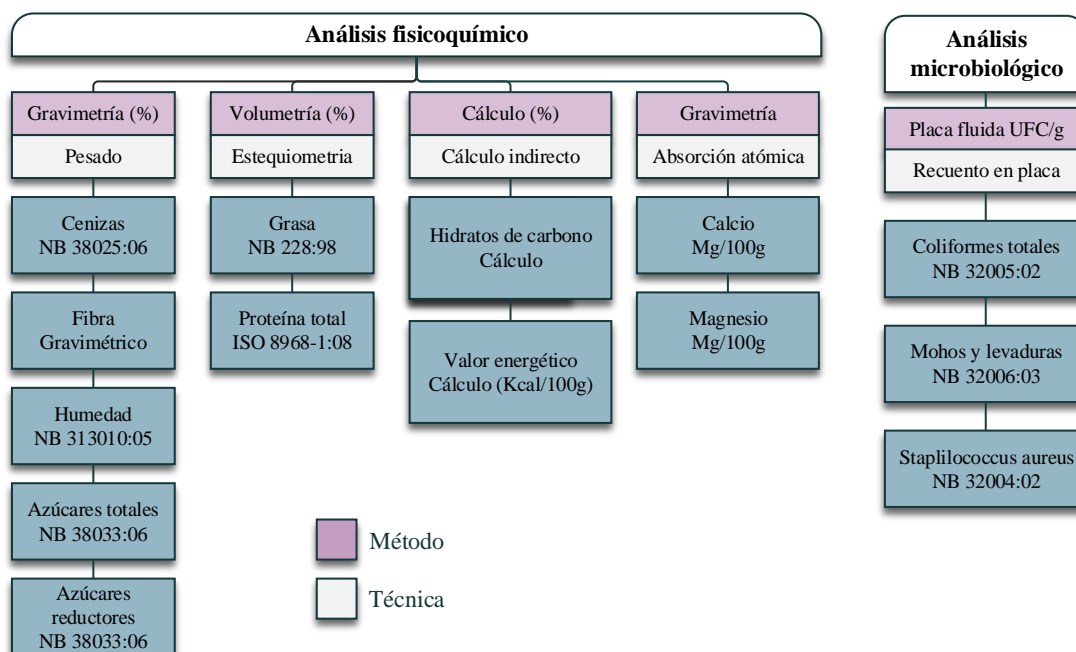 Análisis fisicoquímico
Gravimetría (%)
Pesado
Cenizas
NB 38025:06
Fibra
Gravimétrico
Humedad
NB 313010:05
Azúcares totales
NB 38033:06
Azúcares
reductores
NB 38033:06
Volumetría (%)
Estequiometria
Grasa
NB 228:98
Proteína total
ISO 8968-1:08
Cálculo (%)
Cálculo indirecto
Hidratos de carbono
Cálculo
Valor energético
Cálculo (Kcal/100g)
Gravimetría
Absorción atómica
Calcio
Mg/100g
Magnesio
Mg/100g
Análisis
microbiológico
Placa fluida UFC/g
Recuento en placa
Coliformes totales
NB 32005:02
Mohos y levaduras
NB 32006:03
Staplilococcus aureus
NB 32004:02
Método
Técnica